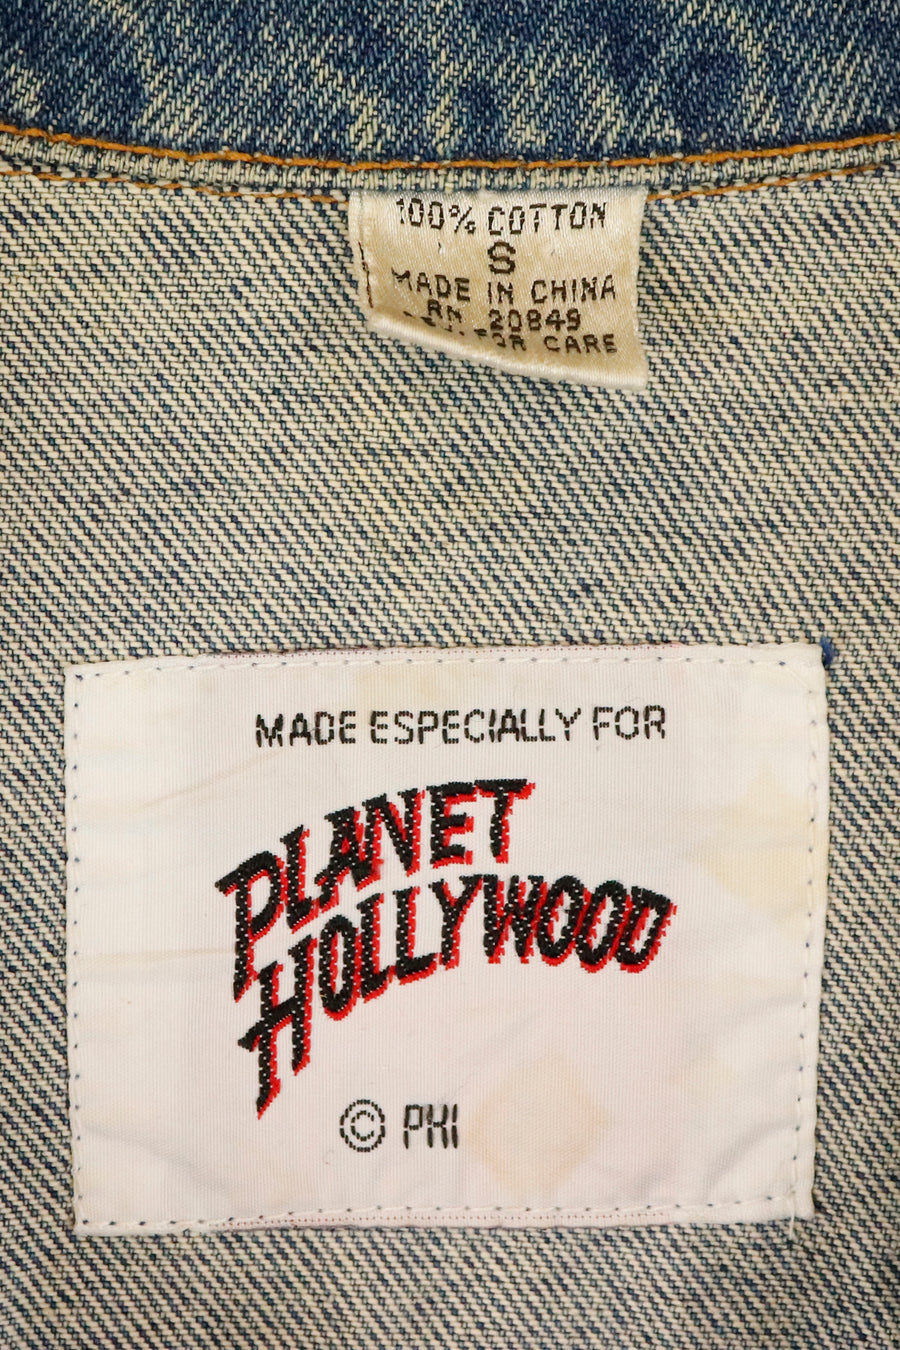 100% COTTON
S
MADE IN CHINA
RN 20849
FOR CARE
MADE ESPECIALLY FOR
PLANET
HOLLYWOOD
© PHI